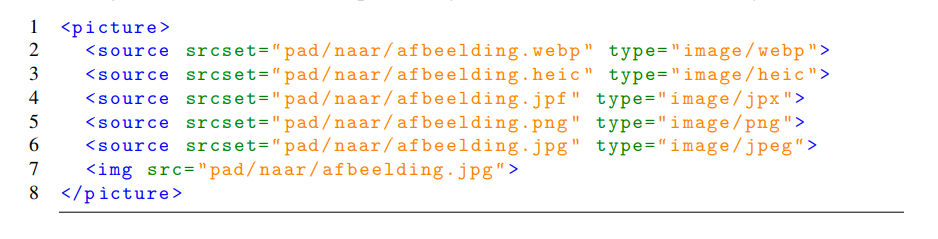 1 <picture>
2 <source srcset="pad/naar/afbeelding.webp" type="image/webp">
3 <source srcset="pad/naar/afbeelding.heic" type="image/heic">
4 <source srcset="pad/naar/afbeelding.jpf" type="image/jpx">
5 <source srcset="pad/naar/afbeelding.png" type="image/png">
6 <source srcset="pad/naar/afbeelding.jpg" type="image/jpeg">
7 <img src="pad/naar/afbeelding.jpg">
8 </picture>